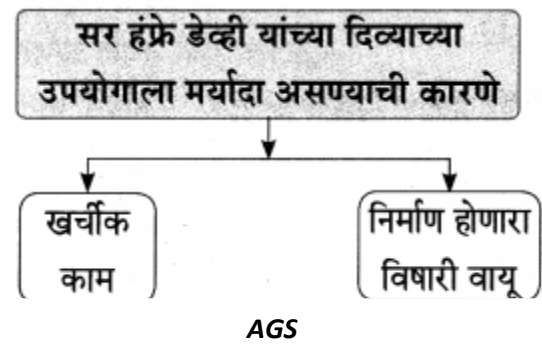 सर हंफ्रे डेव्ही यांच्या दिव्याच्या
उपयोगाला मर्यादा असण्याची कारणे
खर्चीक
काम
निर्माण होणारा
विषारी वायू
AGS